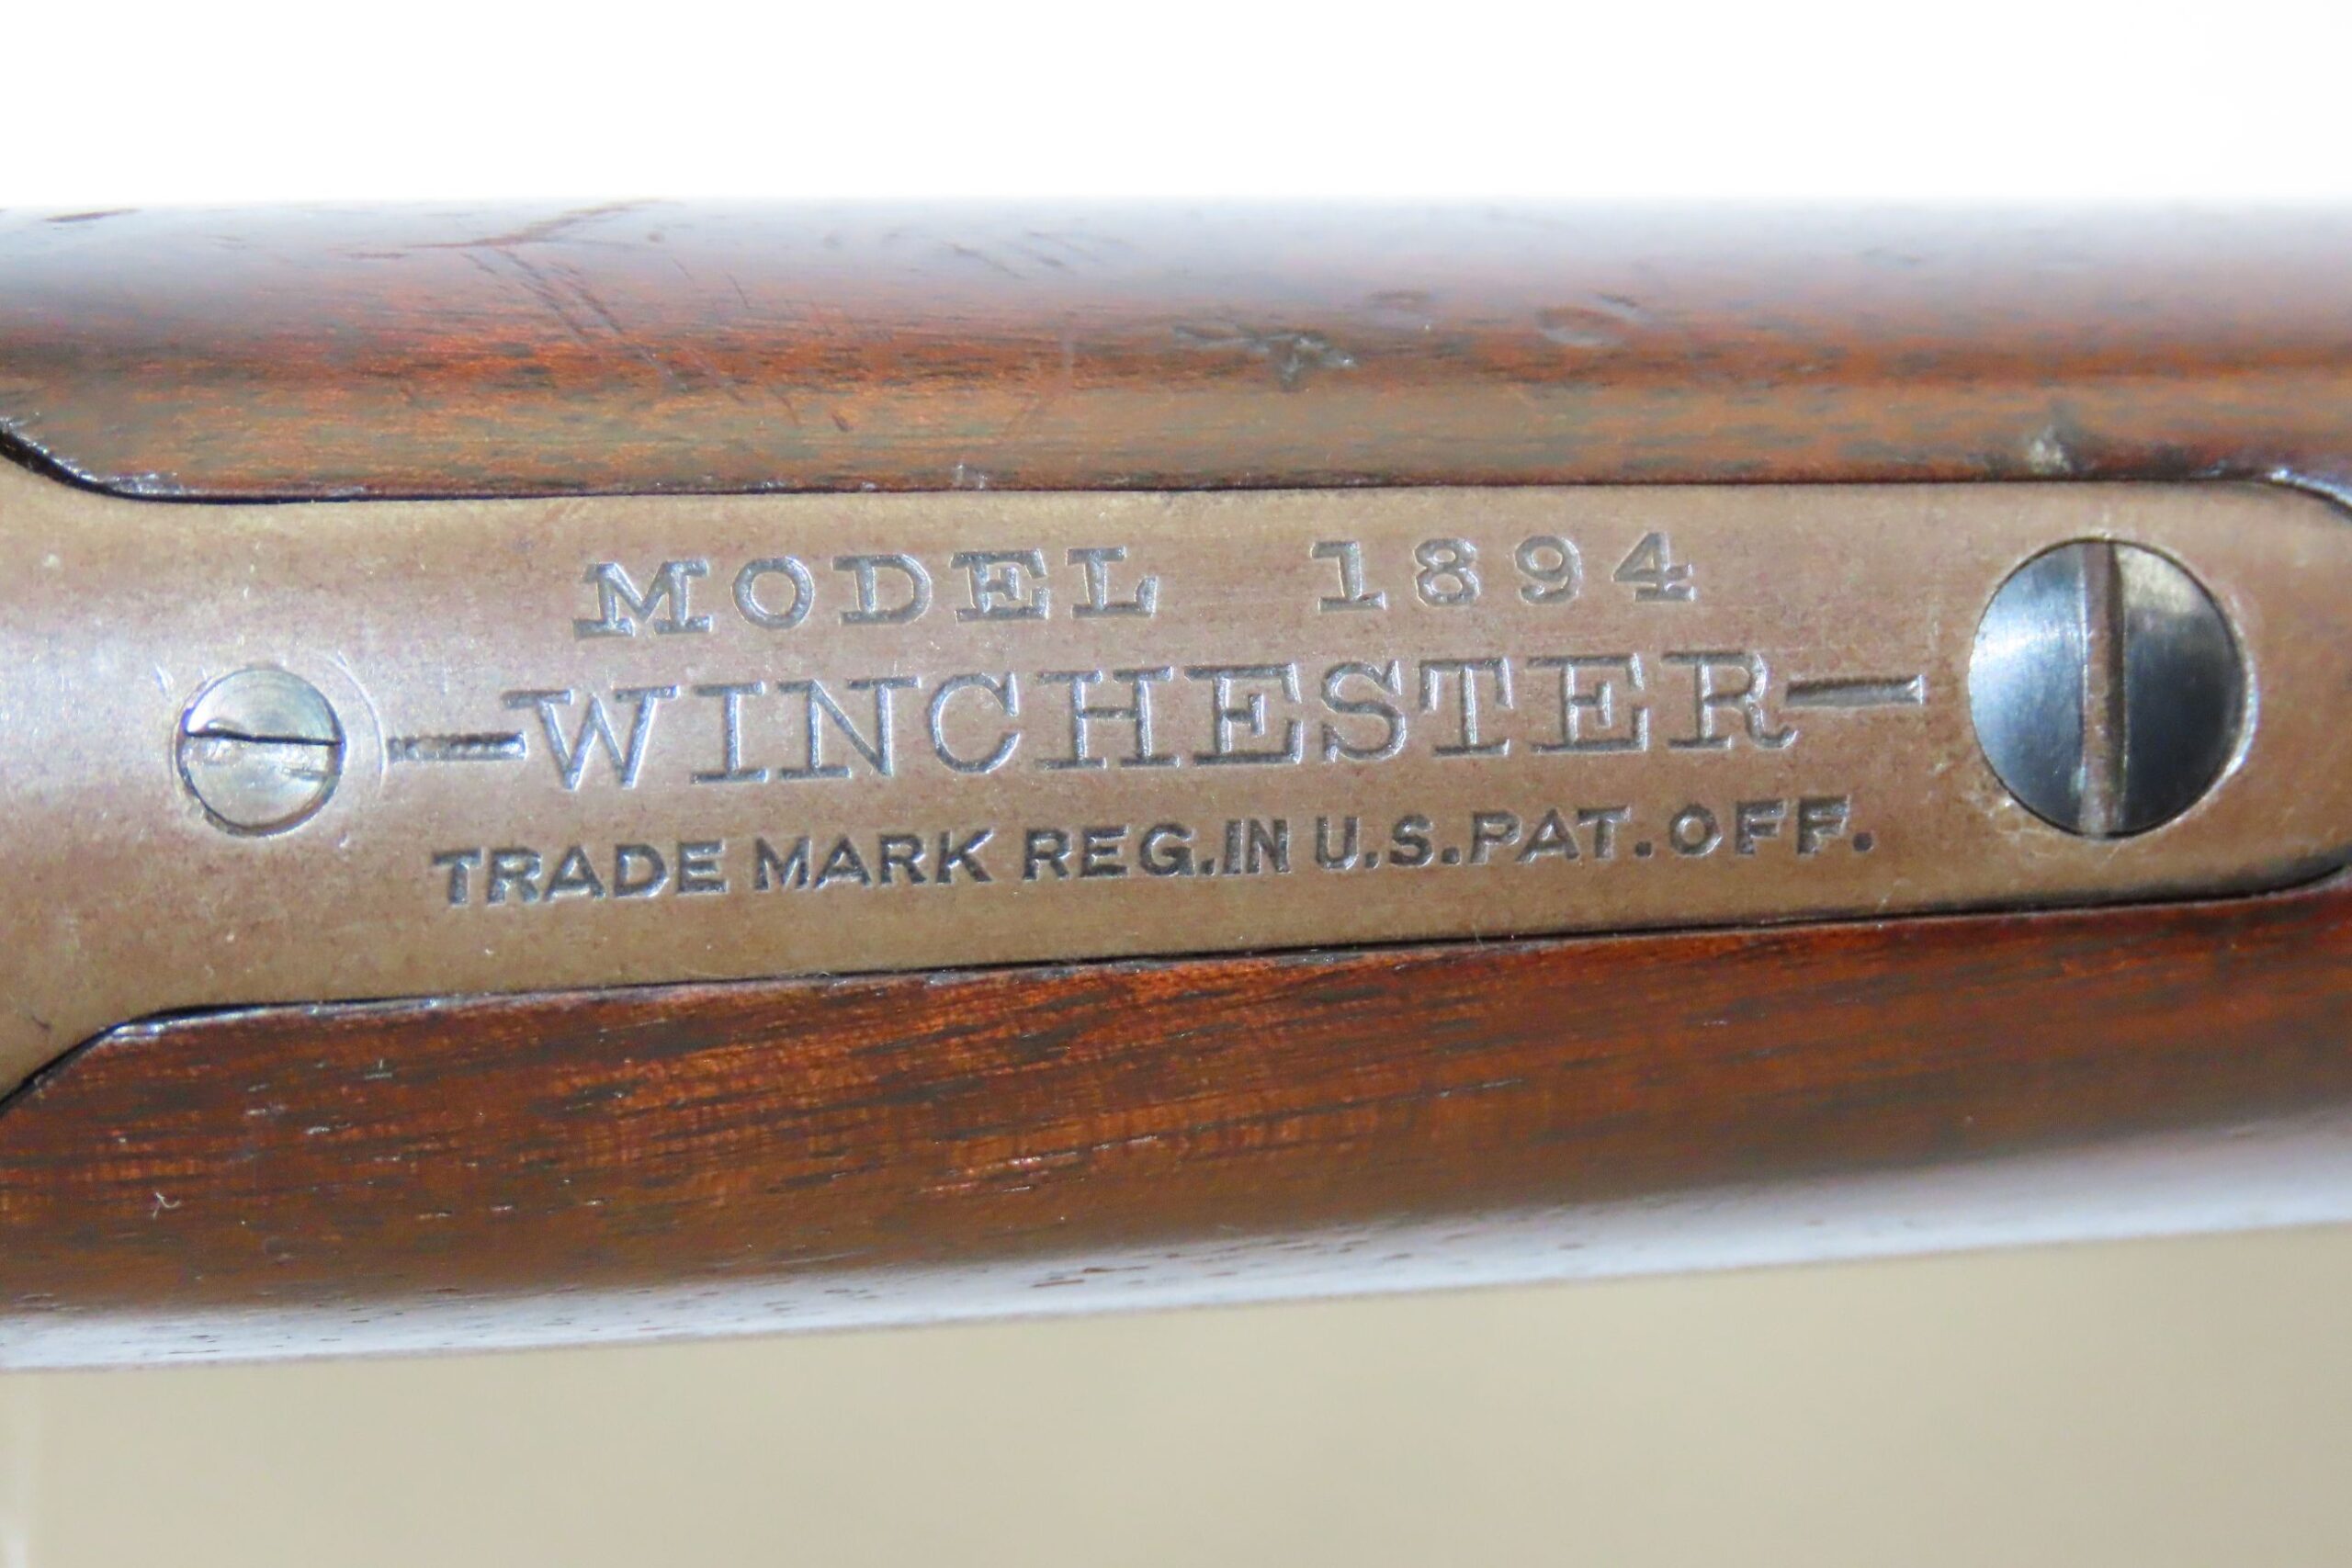 MODEL 1894
—WINCHESTER—
TRADE MARK REG. IN U.S. PAT. OFF.